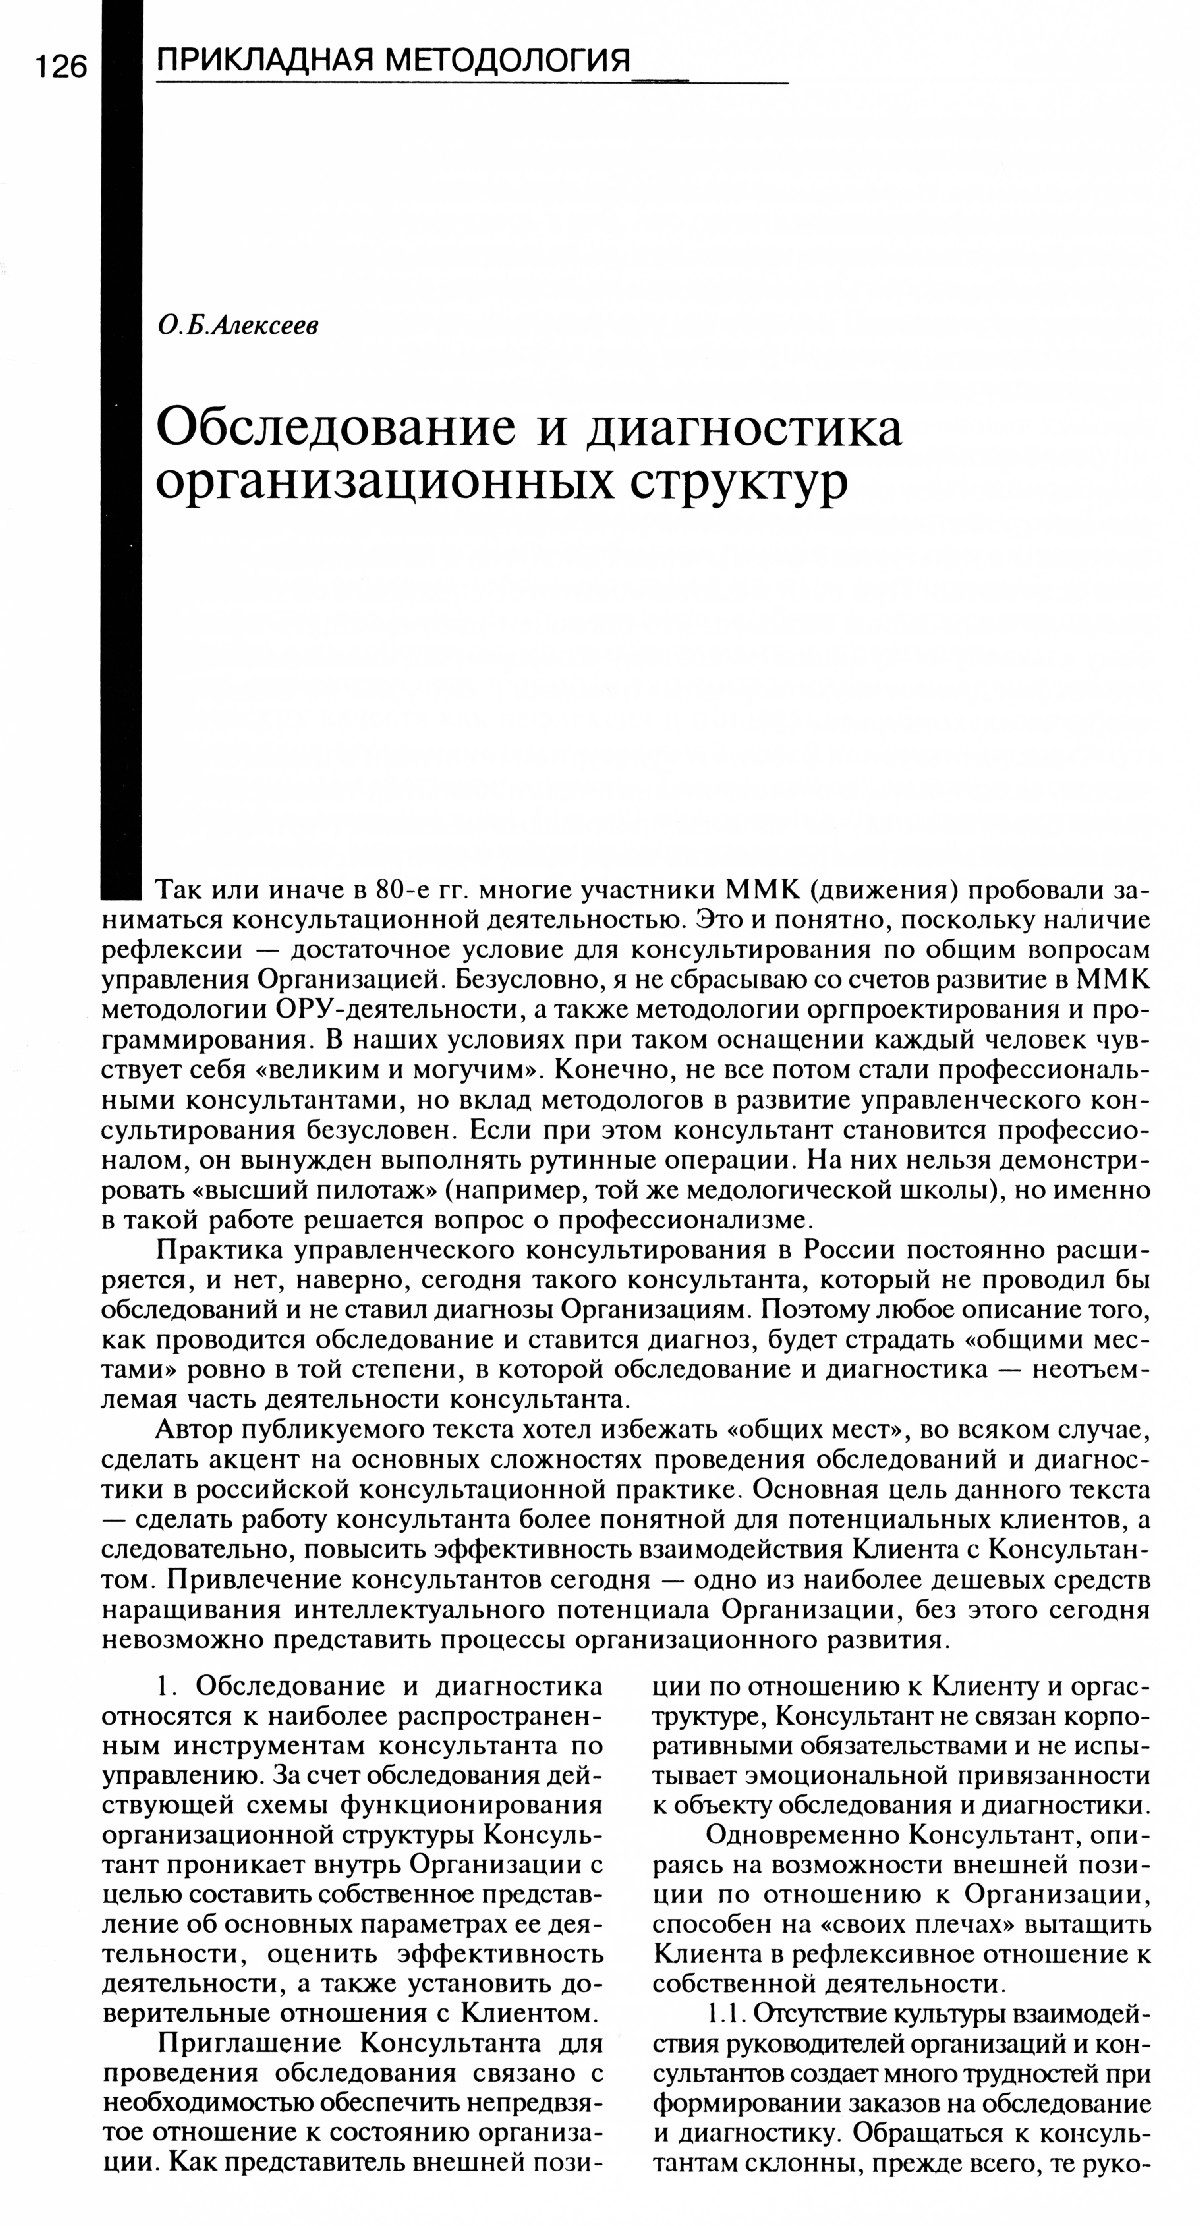 126
ПРИКЛАДНАЯ МЕТОДОЛОГИЯ
О.Б.Алексеев
Обследование и диагностика
организационных структур
Так или иначе в 80-е гг. многие участники ММК (движения) пробовали за-
ниматься консультационной деятельностью. Это и понятно, поскольку наличие
рефлексии — достаточное условие для консультирования по общим вопросам
управления Организацией. Безусловно, я не сбрасываю со счетов развитие в ММК
методологии ОРУ-деятельности, а также методологии оргпроектирования и про-
граммирования. В наших условиях при таком оснащении каждый человек чув-
ствует себя «великим и могучим». Конечно, не все потом стали профессиональ-
ными консультантами, но вклад методологов в развитие управленческого кон-
сультирования безусловен. Если при этом консультант становится профессио-
налом, он вынужден выполнять рутинные операции. На них нельзя демонстри-
ровать «высший пилотаж» (например, той же медологической школы), но именно
в такой работе решается вопрос о профессионализме.
Практика управленческого консультирования в России постоянно расши-
ряется, и нет, наверно, сегодня такого консультанта, который не проводил бы
обследований и не ставил диагнозы Организациям. Поэтому любое описание того,
как проводится обследование и ставится диагноз, будет страдать «общими мес-
тами» ровно в той степени, в которой обследование и диагностика — неотъем-
лемая часть деятельности консультанта.
Автор публикуемого текста хотел избежать «общих мест», во всяком случае,
сделать акцент на основных сложностях проведения обследований и диагнос-
тики в российской консультационной практике. Основная цель данного текста
— сделать работу консультанта более понятной для потенциальных клиентов, а
следовательно, повысить эффективность взаимодействия Клиента с Консультан-
том. Привлечение консультантов сегодня — одно из наиболее дешевых средств
наращивания интеллектуального потенциала Организации, без этого сегодня
невозможно представить процессы организационного развития.
1. Обследование и диагностика
относятся к наиболее распространен-
ным инструментам консультанта по
управлению. За счет обследования дей-
ствующей схемы функционирования
организационной структуры Консуль-
тант проникает внутрь Организации с
целью составить собственное представ-
ление об основных параметрах ее дея-
тельности, оценить эффективность
деятельности, а также установить до-
верительные отношения с Клиентом.
Приглашение Консультанта для
проведения обследования связано с
необходимостью обеспечить непредвзя-
тое отношение к состоянию организа-
ции. Как представитель внешней пози-
ции по отношению к Клиенту и оргас-
труктуре, Консультант не связан корпо-
ративными обязательствами и не испы-
тывает эмоциональной привязанности
к объекту обследования и диагностики.
Одновременно Консультант, опи-
раясь на возможности внешней пози-
ции по отношению к Организации,
способен на «своих плечах» вытащить
Клиента в рефлексивное отношение к
собственной деятельности.
1.1. Отсутствие культуры взаимодей-
ствия руководителей организаций и кон-
сультантов создает много трудностей при
формировании заказов на обследование
и диагностику. Обращаться к консуль-
тантам склонны, прежде всего, те руко-